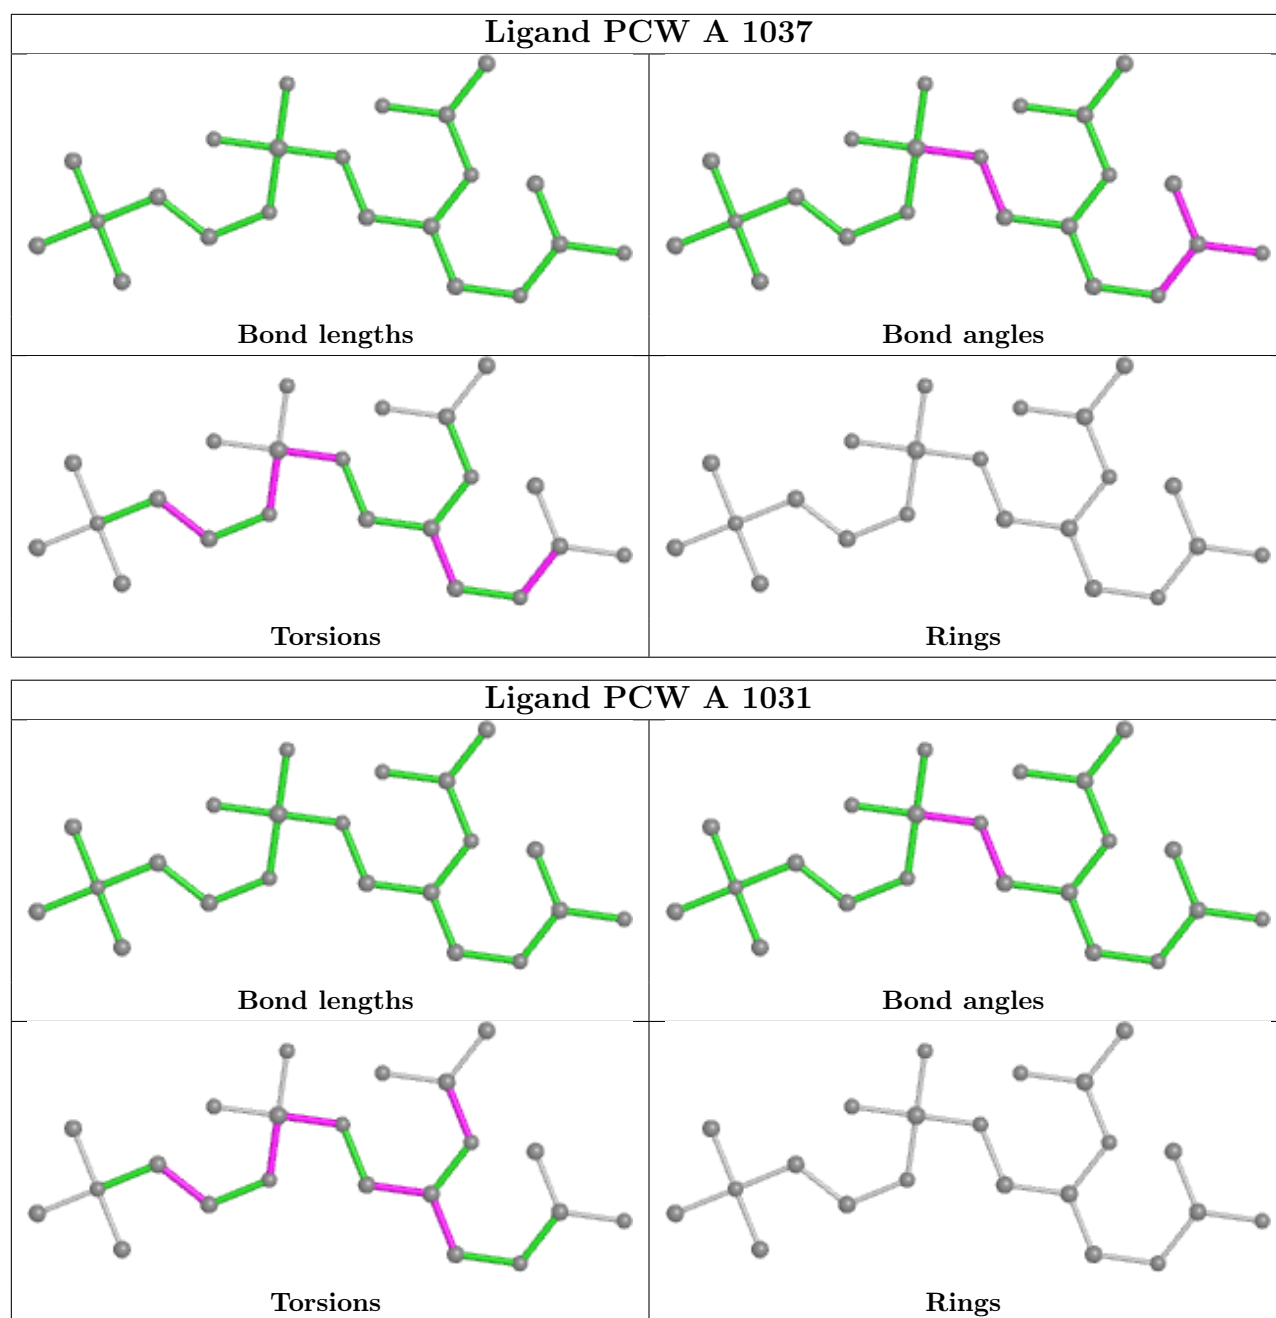 Ligand PCW A 1037
Bond lengths
Bond angles
Torsions
Rings
Ligand PCW A 1031
Bond lengths
Bond angles
Torsions
Rings